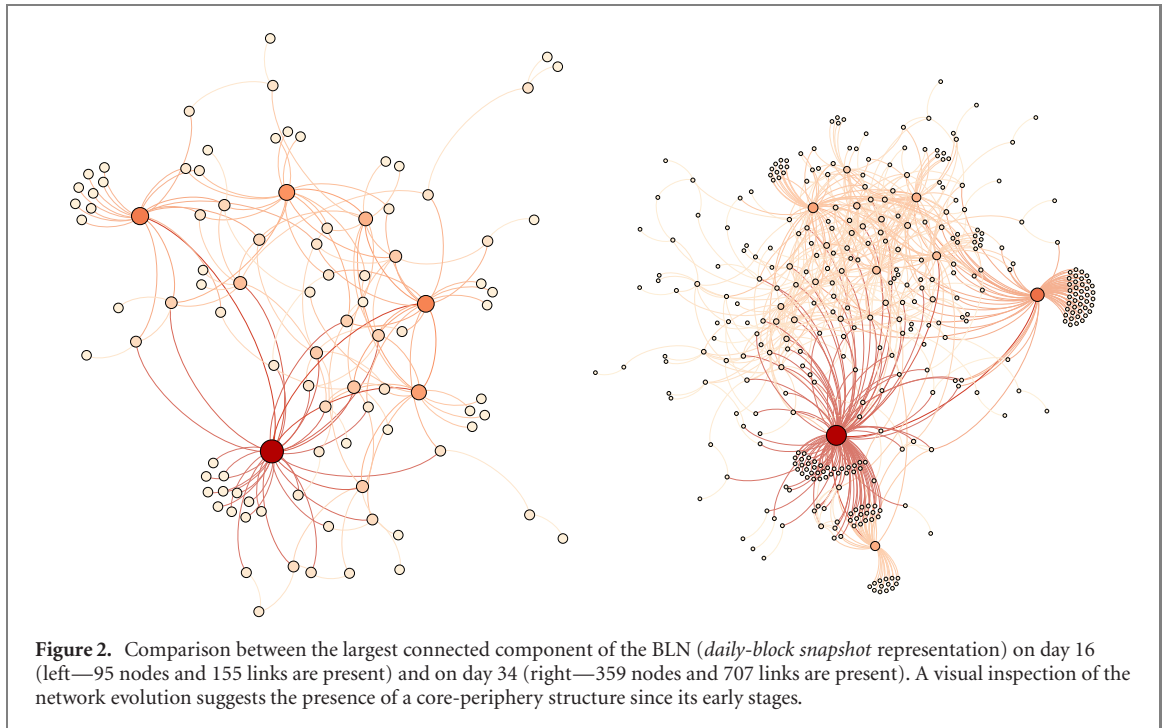 Figure 2. Comparison between the largest connected component of the BLN (daily-block snapshot representation) on day 16
(left—95 nodes and 155 links are present) and on day 34 (right—359 nodes and 707 links are present). A visual inspection of the
network evolution suggests the presence of a core-periphery structure since its early stages.